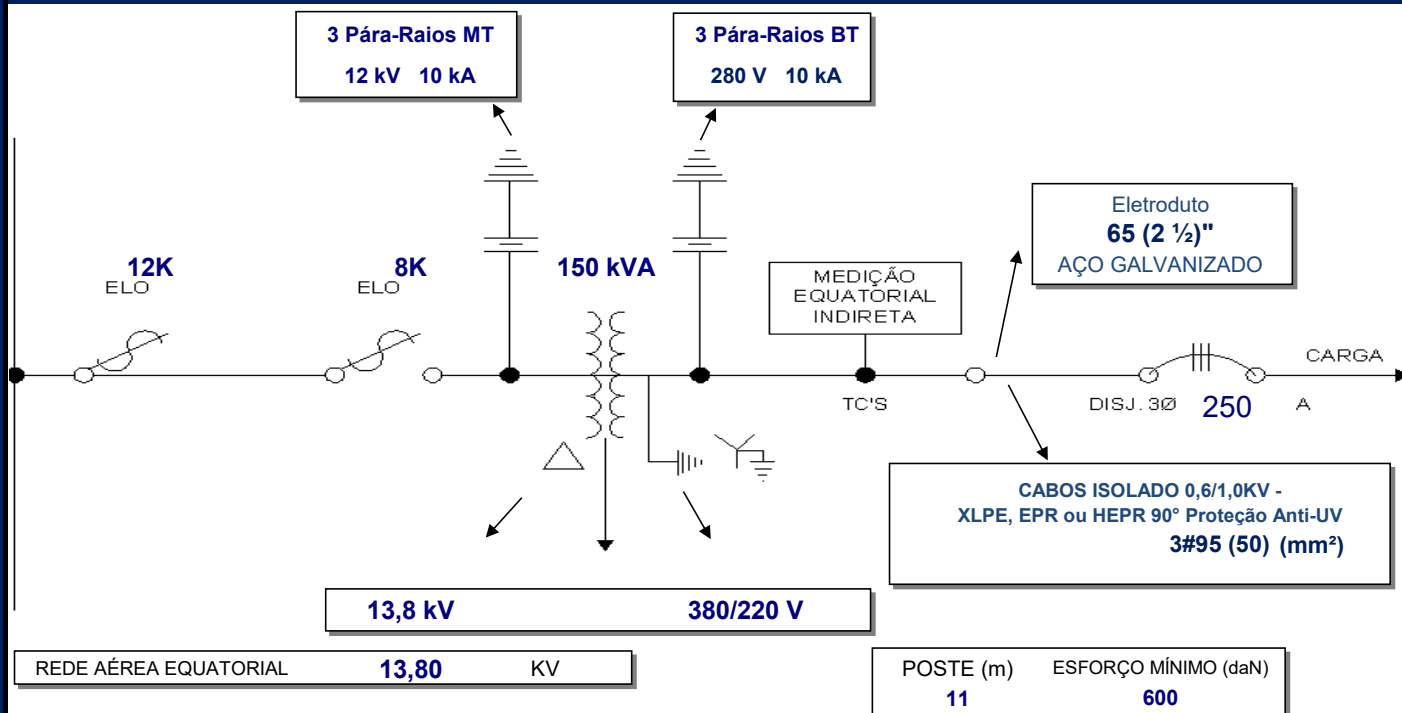 3 Pára-Raios MT
12 kV 10 kA
3 Pára-Raios BT
280 V 10 kA
Eletroduto
65 (2 ½)"
AÇO GALVANIZADO
12K
ELO
8K
ELO
150 kVA
MEDIÇÃO
EQUATORIAL
INDIRETA
CARGA
TC'S
DISJ. 3Ø 250 A
CABOS ISOLADO 0,6/1,0KV -
XLPE, EPR ou HEPR 90° Proteção Anti-UV
3#95 (50) (mm²)
13,8 kV 380/220 V
REDE AÉREA EQUATORIAL 13,80 KV
POSTE (m) ESFORÇO MÍNIMO (daN)
11 600